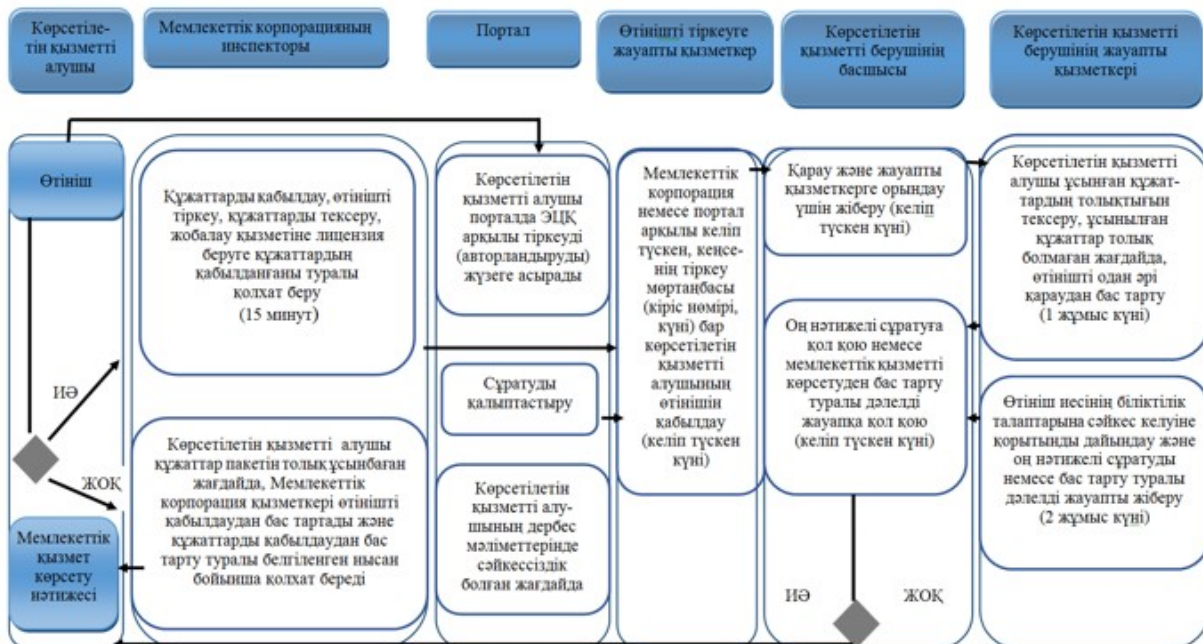 Көрсетіле-
тін қызметті
алушы
Мемлекеттік корпорацияның
инспекторы
Портал
Өтінішті тіркеуге
жауапты қызметкер
Көрсетілетін
қызметті берушінің
басшысы
Көрсетілетін қызметті
берушінің жауапты
қызметкері
Өтініш
ИӘ
ЖОҚ
Мемлекеттік
қызмет
көрсету
нәтижесі
Құжаттарды қабылдау, өтінішті
тіркеу, құжаттарды тексеру,
жобалау қызметіне лицензия
беруге құжаттардың
қабылданғаны туралы
қолхат беру
(15 минут)
Көрсетілетін қызметті алушы
құжаттар пакетін толық ұсынбаған
жағдайда, Мемлекеттік
корпорация қызметкері өтінішті
қабылдаудан бас тартады және
құжаттарды қабылдаудан бас
тарту туралы белгіленген нысан
бойынша қолхат береді
Көрсетілетін
қызметті алушы
порталда ЭЦҚ
арқылы тіркеуді
(авторландыруды)
жүзеге асырады
Сұратуды
қалыптастыру
Көрсетілетін
қызметті алу-
шының дербес
мәліметтерінде
сәйкессіздік
болған жағдайда
Мемлекеттік
корпорация
немесе портал
арқылы келіп
түскен, кеңсе-
нің тіркеу
мөртаңбасы
(кіріс нөмірі,
күні) бар
көрсетілетін
қызметті
алушының
өтінішін
қабылдау
(келіп түскен
күні)
Қарау және жауапты
қызметкерге орындау
үшін жіберу (келіп
түскен күні)
Оң нәтижелі сұратуға
қол қою немесе
мемлекеттік қызметті
көрсетуден бас тарту
туралы дәлелді
жауапқа қол қою
(келіп түскен күні)
ИӘ
ЖОҚ
Көрсетілетін қызметті
алушы ұсынған құжат-
тардың толықтығын
тексеру, ұсынылған
құжаттар толық
болмаған жағдайда,
өтінішті одан әрі
қараудан бас тарту
(1 жұмыс күні)
Өтініш иесінің біліктілік
талаптарына сәйкес келуіне
қорытынды дайындау және
оң нәтижелі сұратуды
немесе бас тарту туралы
дәлелді жауапты жіберу
(2 жұмыс күні)